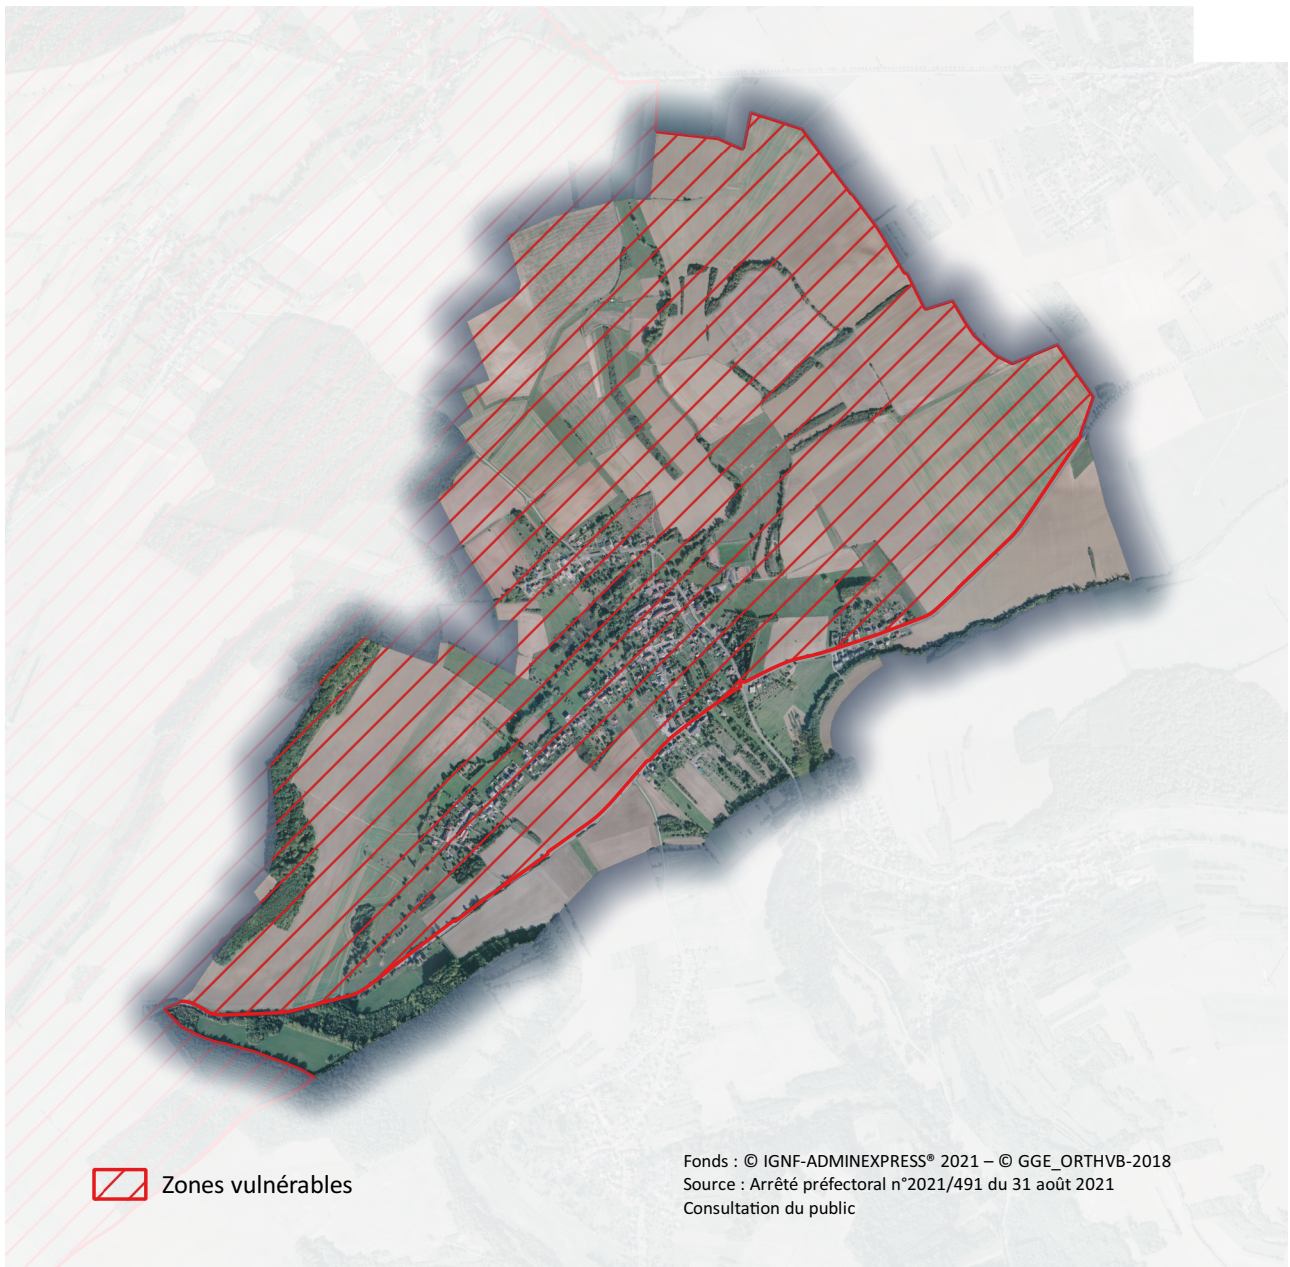 Zones vulnérables
Fonds : © IGNF-ADMINEXPRESS® 2021 – © GGE_ORTHVB-2018
Source : Arrêté préfectoral n°2021/491 du 31 août 2021
Consultation du public